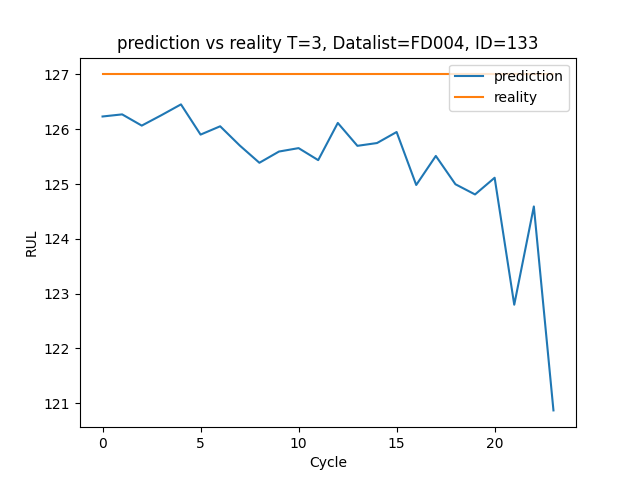 prediction vs reality T=3, Datalist=FD004, ID=133
127
126
125
124
123
122
121
RUL
prediction
reality
0
5
10
15
20
Cycle